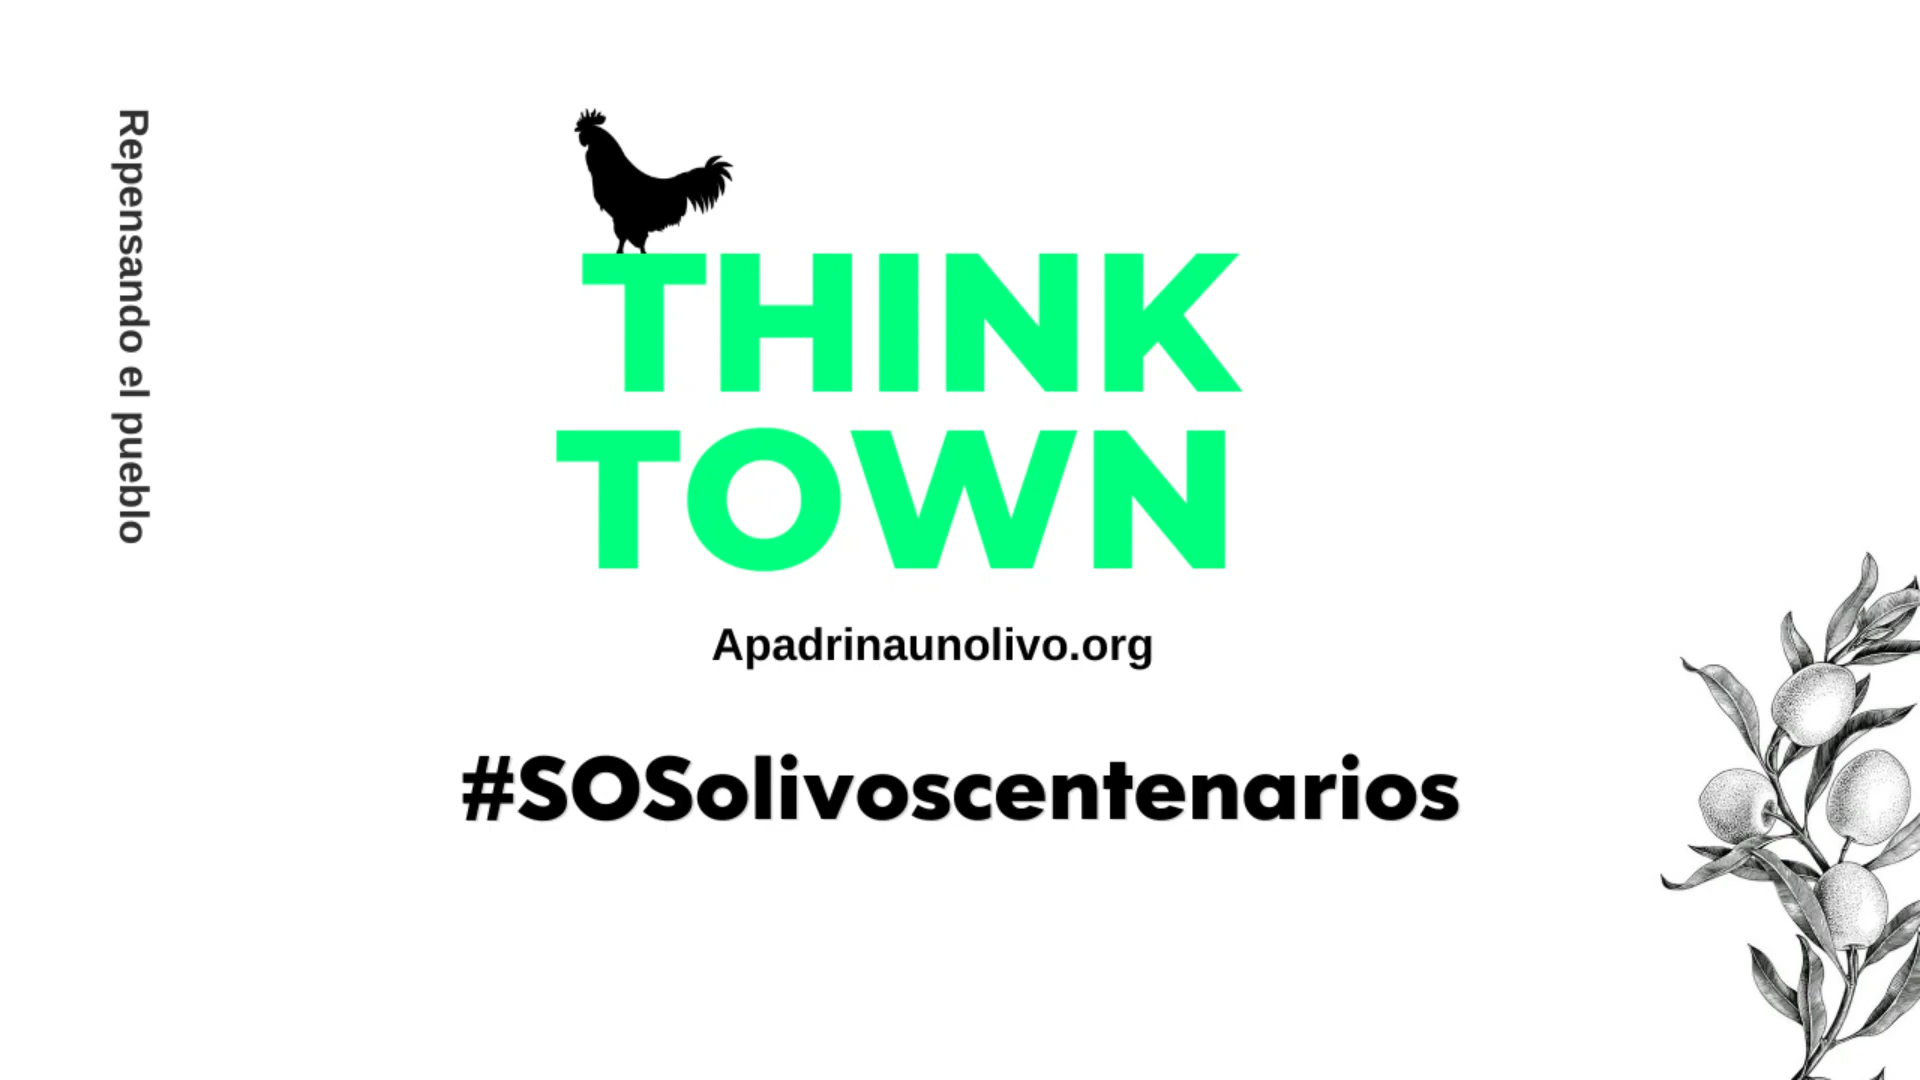 Repensando el pueblo
THINK
TOWN
Apadrinaunolivo.org
#SOSolivoscentenarios